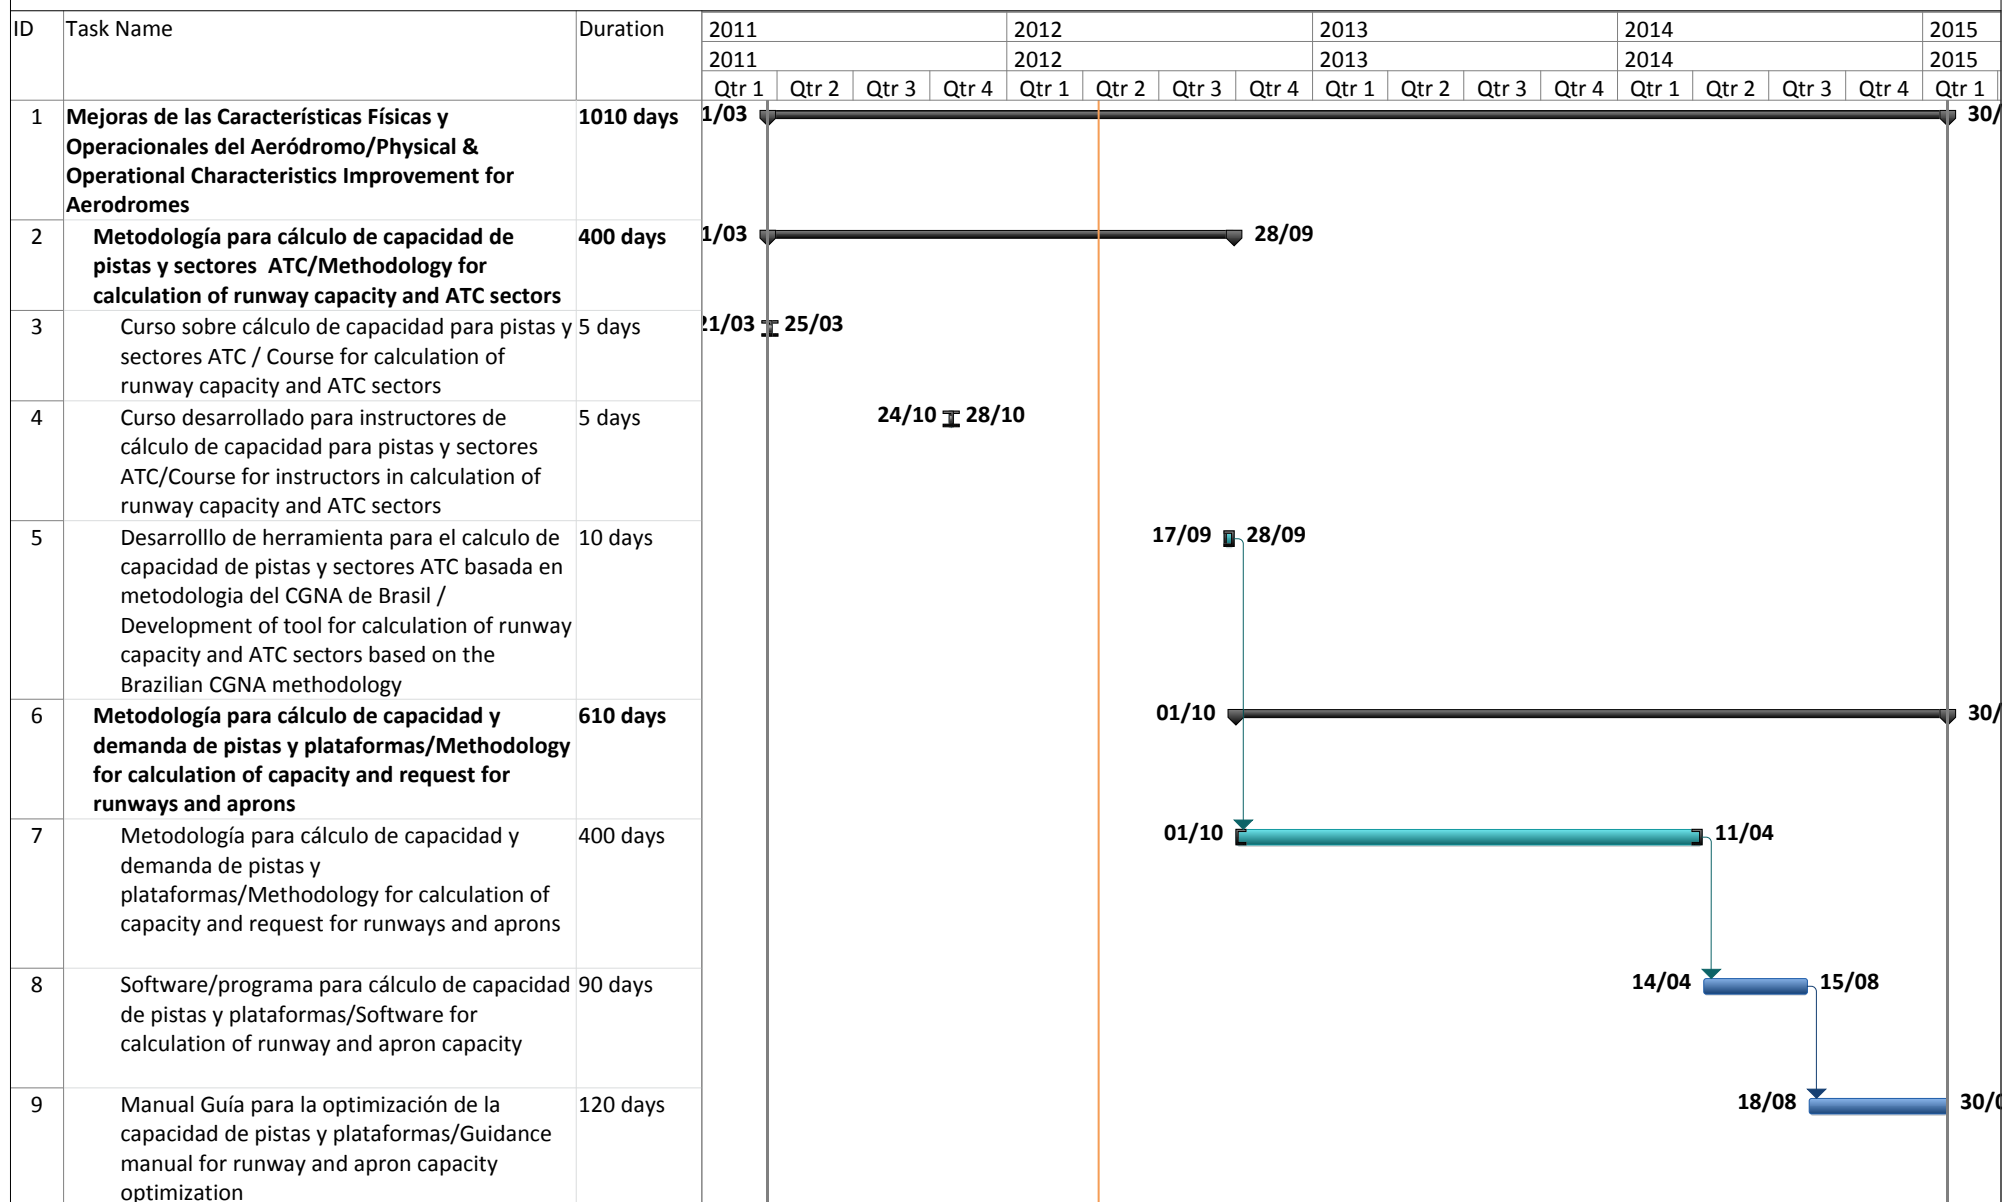 ID Task Name Duration 2011 2012 2013 2014 2015
2011 2012 2013 2014 2015
Qtr 1 Qtr 2 Qtr 3 Qtr 4 Qtr 1 Qtr 2 Qtr 3 Qtr 4 Qtr 1 Qtr 2 Qtr 3 Qtr 4 Qtr 1 Qtr 2 Qtr 3 Qtr 4 Qtr 1
1 Mejoras de las Características Físicas y 1010 days 1/03 30/
Operacionales del Aeródromo/Physical &
Operational Characteristics Improvement for
Aerodromes
2 Metodología para cálculo de capacidad de 400 days 1/03 28/09
pistas y sectores ATC/Methodology for
calculation of runway capacity and ATC sectors
3 Curso sobre cálculo de capacidad para pistas y 5 days 21/03 25/03
sectores ATC / Course for calculation of
runway capacity and ATC sectors
4 Curso desarrollado para instructores de 5 days 24/10 28/10
cálculo de capacidad para pistas y sectores
ATC/Course for instructors in calculation of
runway capacity and ATC sectors
5 Desarrolllo de herramienta para el calculo de 10 days 17/09 28/09
capacidad de pistas y sectores ATC basada en
metodologia del CGNA de Brasil /
Development of tool for calculation of runway
capacity and ATC sectors based on the
Brazilian CGNA methodology
6 Metodología para cálculo de capacidad y 610 days 01/10 30/
demanda de pistas y plataformas/Methodology
for calculation of capacity and request for
runways and aprons
7 Metodología para cálculo de capacidad y 400 days 01/10 11/04
demanda de pistas y
plataformas/Methodology for calculation of
capacity and request for runways and aprons
8 Software/programa para cálculo de capacidad 90 days 14/04 15/08
de pistas y plataformas/Software for
calculation of runway and apron capacity
9 Manual Guía para la optimización de la 120 days 18/08 30/0
capacidad de pistas y plataformas/Guidance
manual for runway and apron capacity
optimization